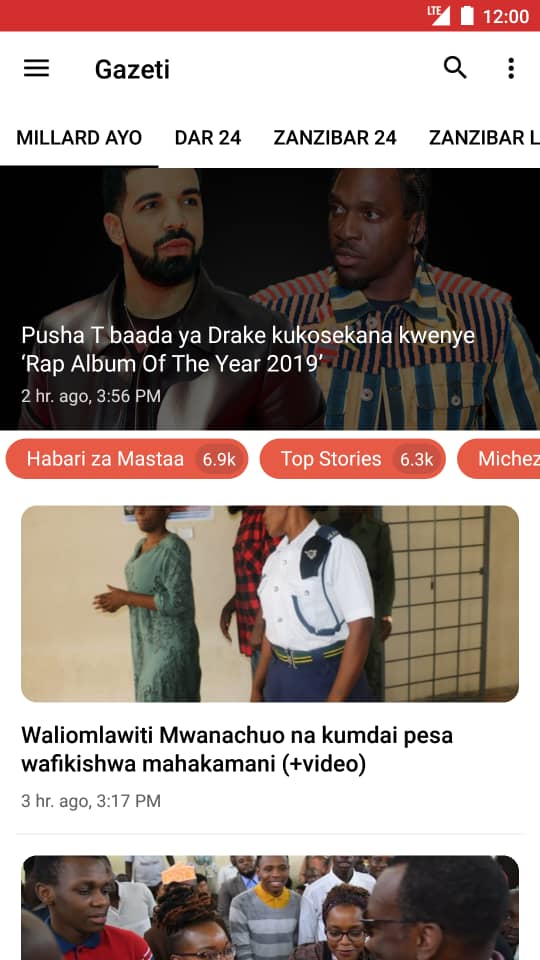 LTE 12:00
Gazeti
MILLARD AYO DAR 24 ZANZIBAR 24 ZANZIBAR L
Pusha T baada ya Drake kukosekana kwenye
‘Rap Album Of The Year 2019’
2 hr. ago, 3:56 PM
Habari za Mastaa 6.9k Top Stories 6.3k Michez
Waliomlawiti Mwanachuo na kumdai pesa
wafikishwa mahakamani (+video)
3 hr. ago, 3:17 PM